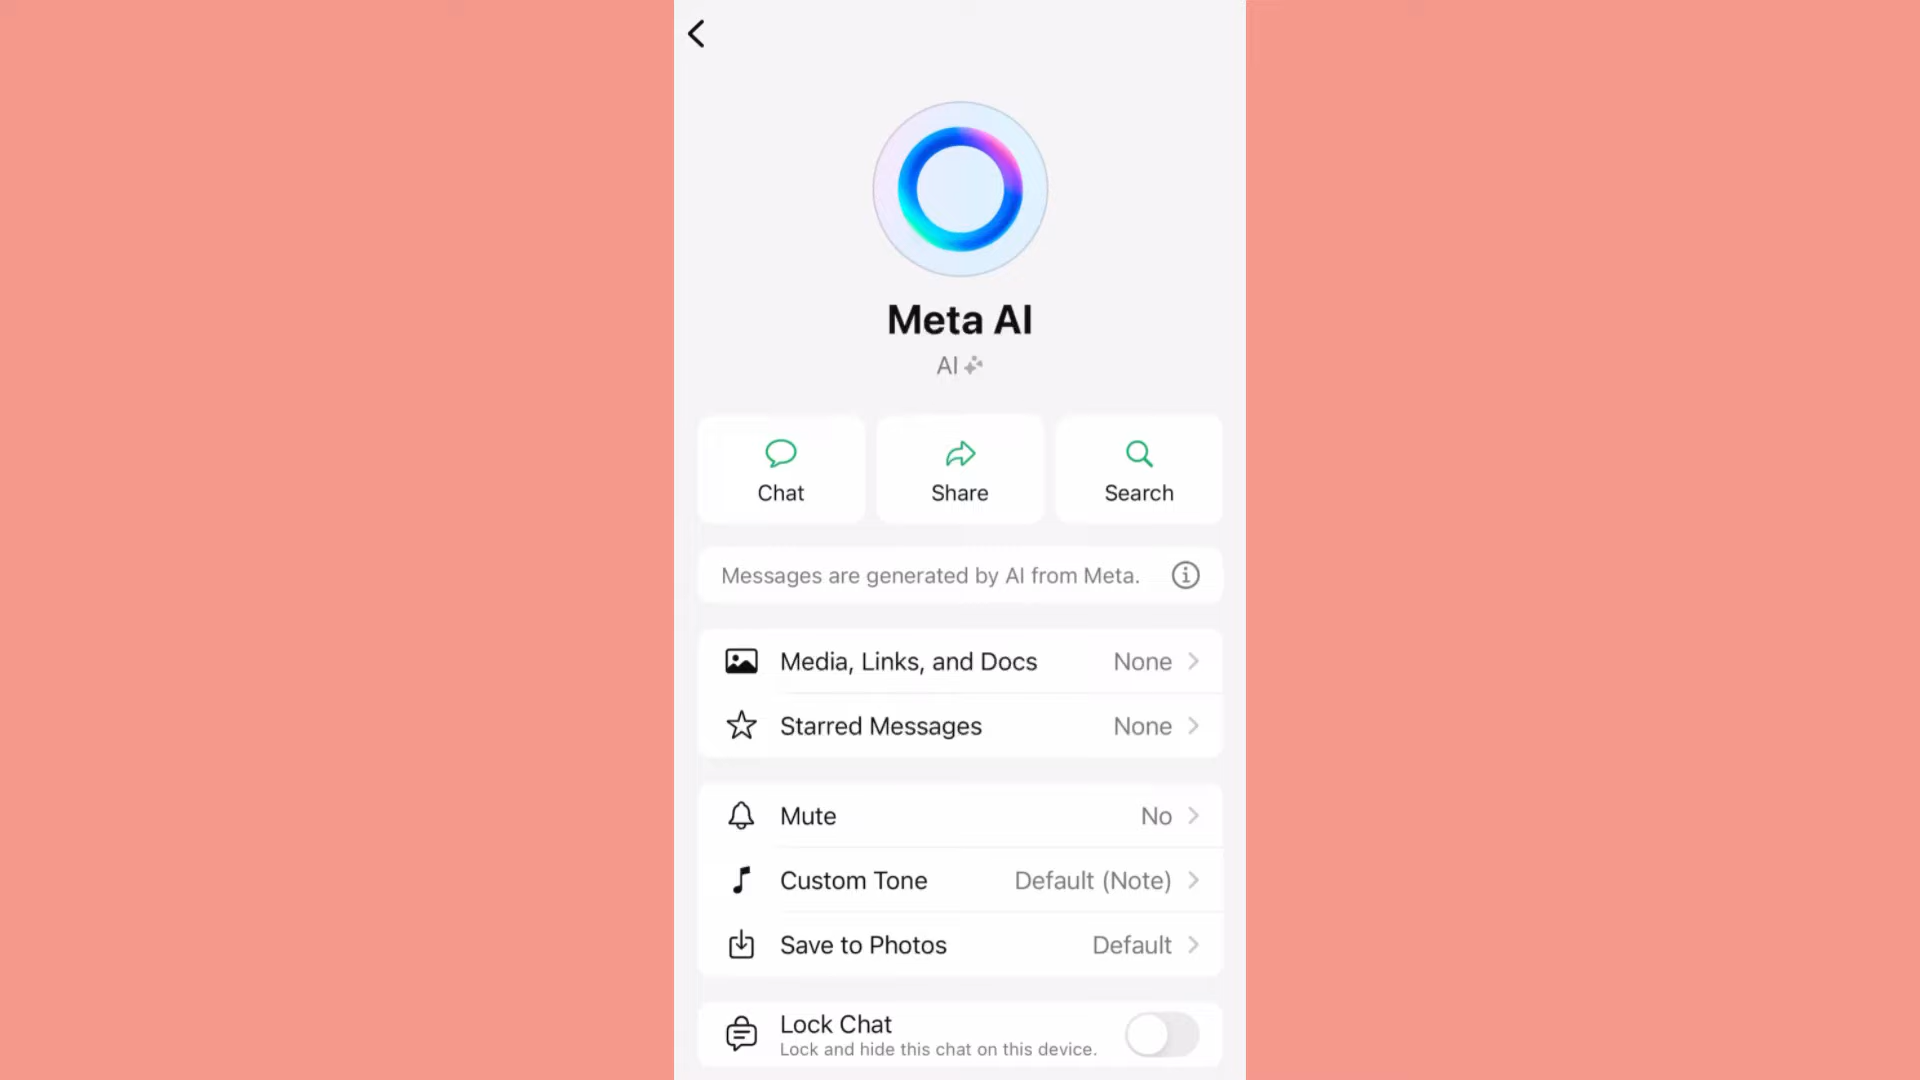 Meta AI
AI
Chat
Share
Search
Messages are generated by AI from Meta.
Media, Links, and Docs None
Starred Messages None
Mute No
Custom Tone Default (Note)
Save to Photos Default
Lock Chat
Lock and hide this chat on this device.